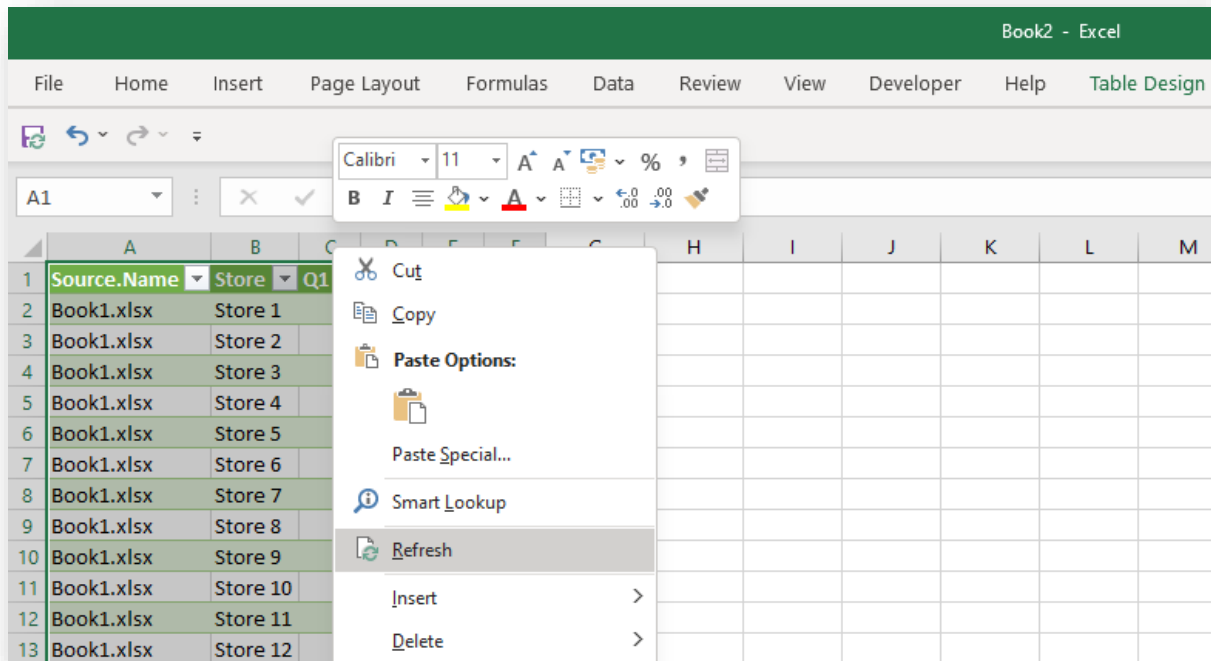 Book2 - Excel
File Home Insert Page Layout Formulas Data Review View Developer Help Table Design
Calibri 11 A A % ,
A1
B I A .0 .00 .00 .0
A B C D E F G H I J K L M
1 Source.Name Store Q1
2 Book1.xlsx Store 1
3 Book1.xlsx Store 2
4 Book1.xlsx Store 3
5 Book1.xlsx Store 4
6 Book1.xlsx Store 5
7 Book1.xlsx Store 6
8 Book1.xlsx Store 7
9 Book1.xlsx Store 8
10 Book1.xlsx Store 9
11 Book1.xlsx Store 10
12 Book1.xlsx Store 11
13 Book1.xlsx Store 12
Cut
Copy
Paste Options:
Paste Special...
Smart Lookup
Refresh
Insert
Delete